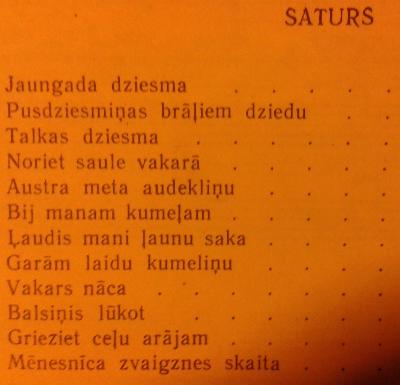 SATURS
Jaungada dziesma . . . . .
Pusdziesmiņas brāļiem dziedu . .
Talkas dziesma . . . . . .
Noriet saule vakarā . . . . .
Austra meta audekliņu . . . .
Bij manam kumeļam . . . . .
Ļaudis mani ļaunu saka . . . .
Garām laidu kumeliņu . . . .
Vakars nāca . . . . . . .
Balsiņis lūkot . . . . . .
Grieziet ceļu arājam . . . . .
Mēnesnīca zvaigznes skaita . . .